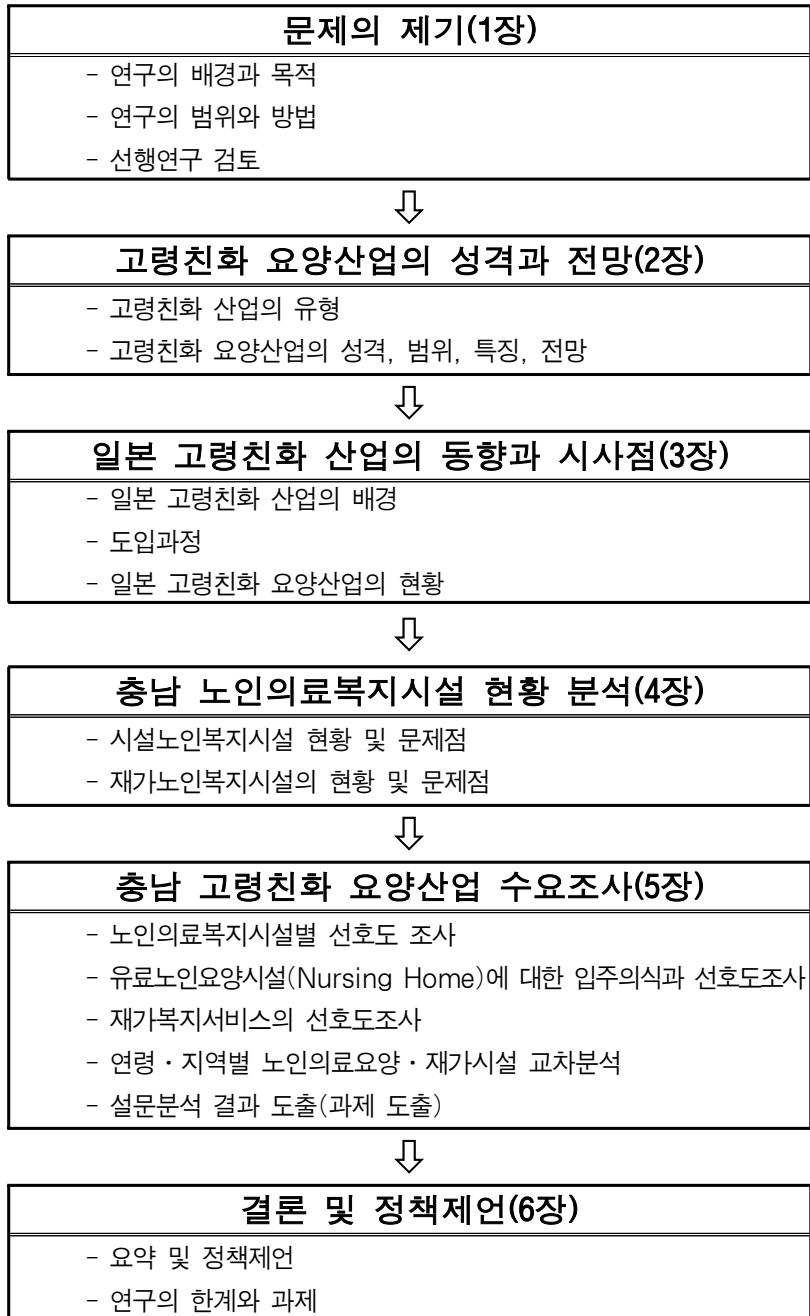 문제의 제기(1장)
- 연구의 배경과 목적
- 연구의 범위와 방법
- 선행연구 검토
고령친화 요양산업의 성격과 전망(2장)
- 고령친화 산업의 유형
- 고령친화 요양산업의 성격, 범위, 특징, 전망
일본 고령친화 산업의 동향과 시사점(3장)
- 일본 고령친화 산업의 배경
- 도입과정
- 일본 고령친화 요양산업의 현황
충남 노인의료복지시설 현황 분석(4장)
- 시설노인복지시설 현황 및 문제점
- 재가노인복지시설의 현황 및 문제점
충남 고령친화 요양산업 수요조사(5장)
- 노인의료복지시설별 선호도 조사
- 유료노인요양시설(Nursing Home)에 대한 입주의식과 선호도조사
- 재가복지서비스의 선호도조사
- 연령·지역별 노인의료요양·재가시설 교차분석
- 설문분석 결과 도출(과제 도출)
결론 및 정책제언(6장)
- 요약 및 정책제언
- 연구의 한계와 과제